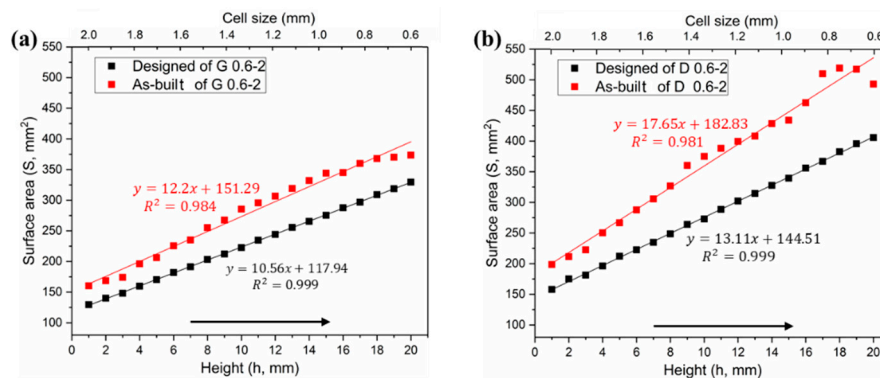 (a)
Cell size (mm)
2.0 1.8 1.6 1.4 1.2 1.0 0.8 0.6
Designed of G 0.6-2
As-built of G 0.6-2
550
500
450
400
350
300
250
200
150
100
Surface area (S, mm²)
y = 12.2x + 151.29
R² = 0.984
y = 10.56x + 117.94
R² = 0.999
0 2 4 6 8 10 12 14 16 18 20
Height (h, mm)
(b)
Cell size (mm)
2.0 1.8 1.6 1.4 1.2 1.0 0.8 0.6
Designed of D 0.6-2
As-built of D 0.6-2
550
500
450
400
350
300
250
200
150
100
Surface area (S, mm²)
y = 17.65x + 182.83
R² = 0.981
y = 13.11x + 144.51
R² = 0.999
0 2 4 6 8 10 12 14 16 18 20
Height (h, mm)